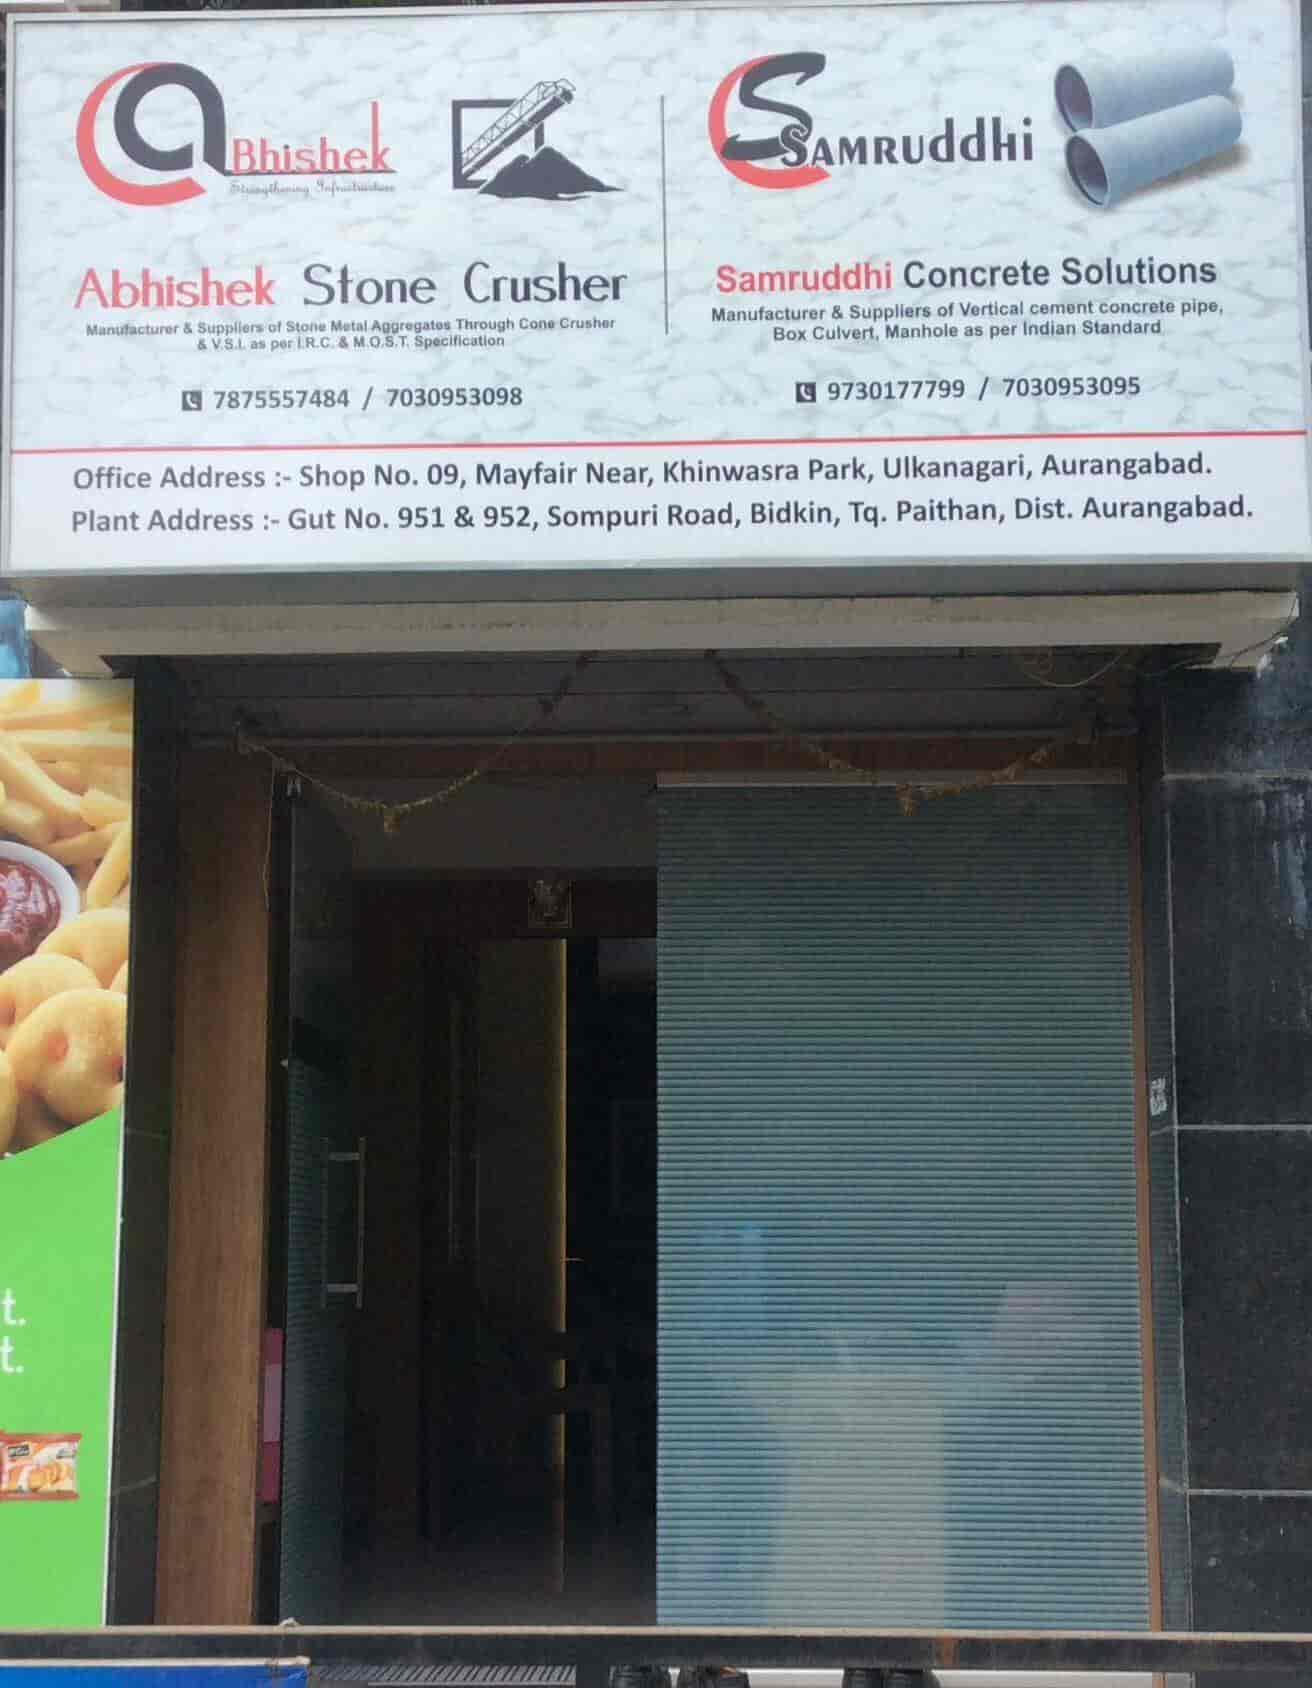 aBhishek
Strengthening Infrastructure
Abhishek Stone Crusher
Manufacturer & Suppliers of Stone Metal Aggregates Through Cone Crusher
& V.S.I. as per I.R.C. & M.O.S.T. Specification
7875557484 / 7030953098
S SAMRUDDHI
Samruddhi Concrete Solutions
Manufacturer & Suppliers of Vertical cement concrete pipe,
Box Culvert, Manhole as per Indian Standard
9730177799 / 7030953095
Office Address :- Shop No. 09, Mayfair Near, Khinwasra Park, Ulkanagari, Aurangabad.
Plant Address :- Gut No. 951 & 952, Sompuri Road, Bidkin, Tq. Paithan, Dist. Aurangabad.
t.
t.